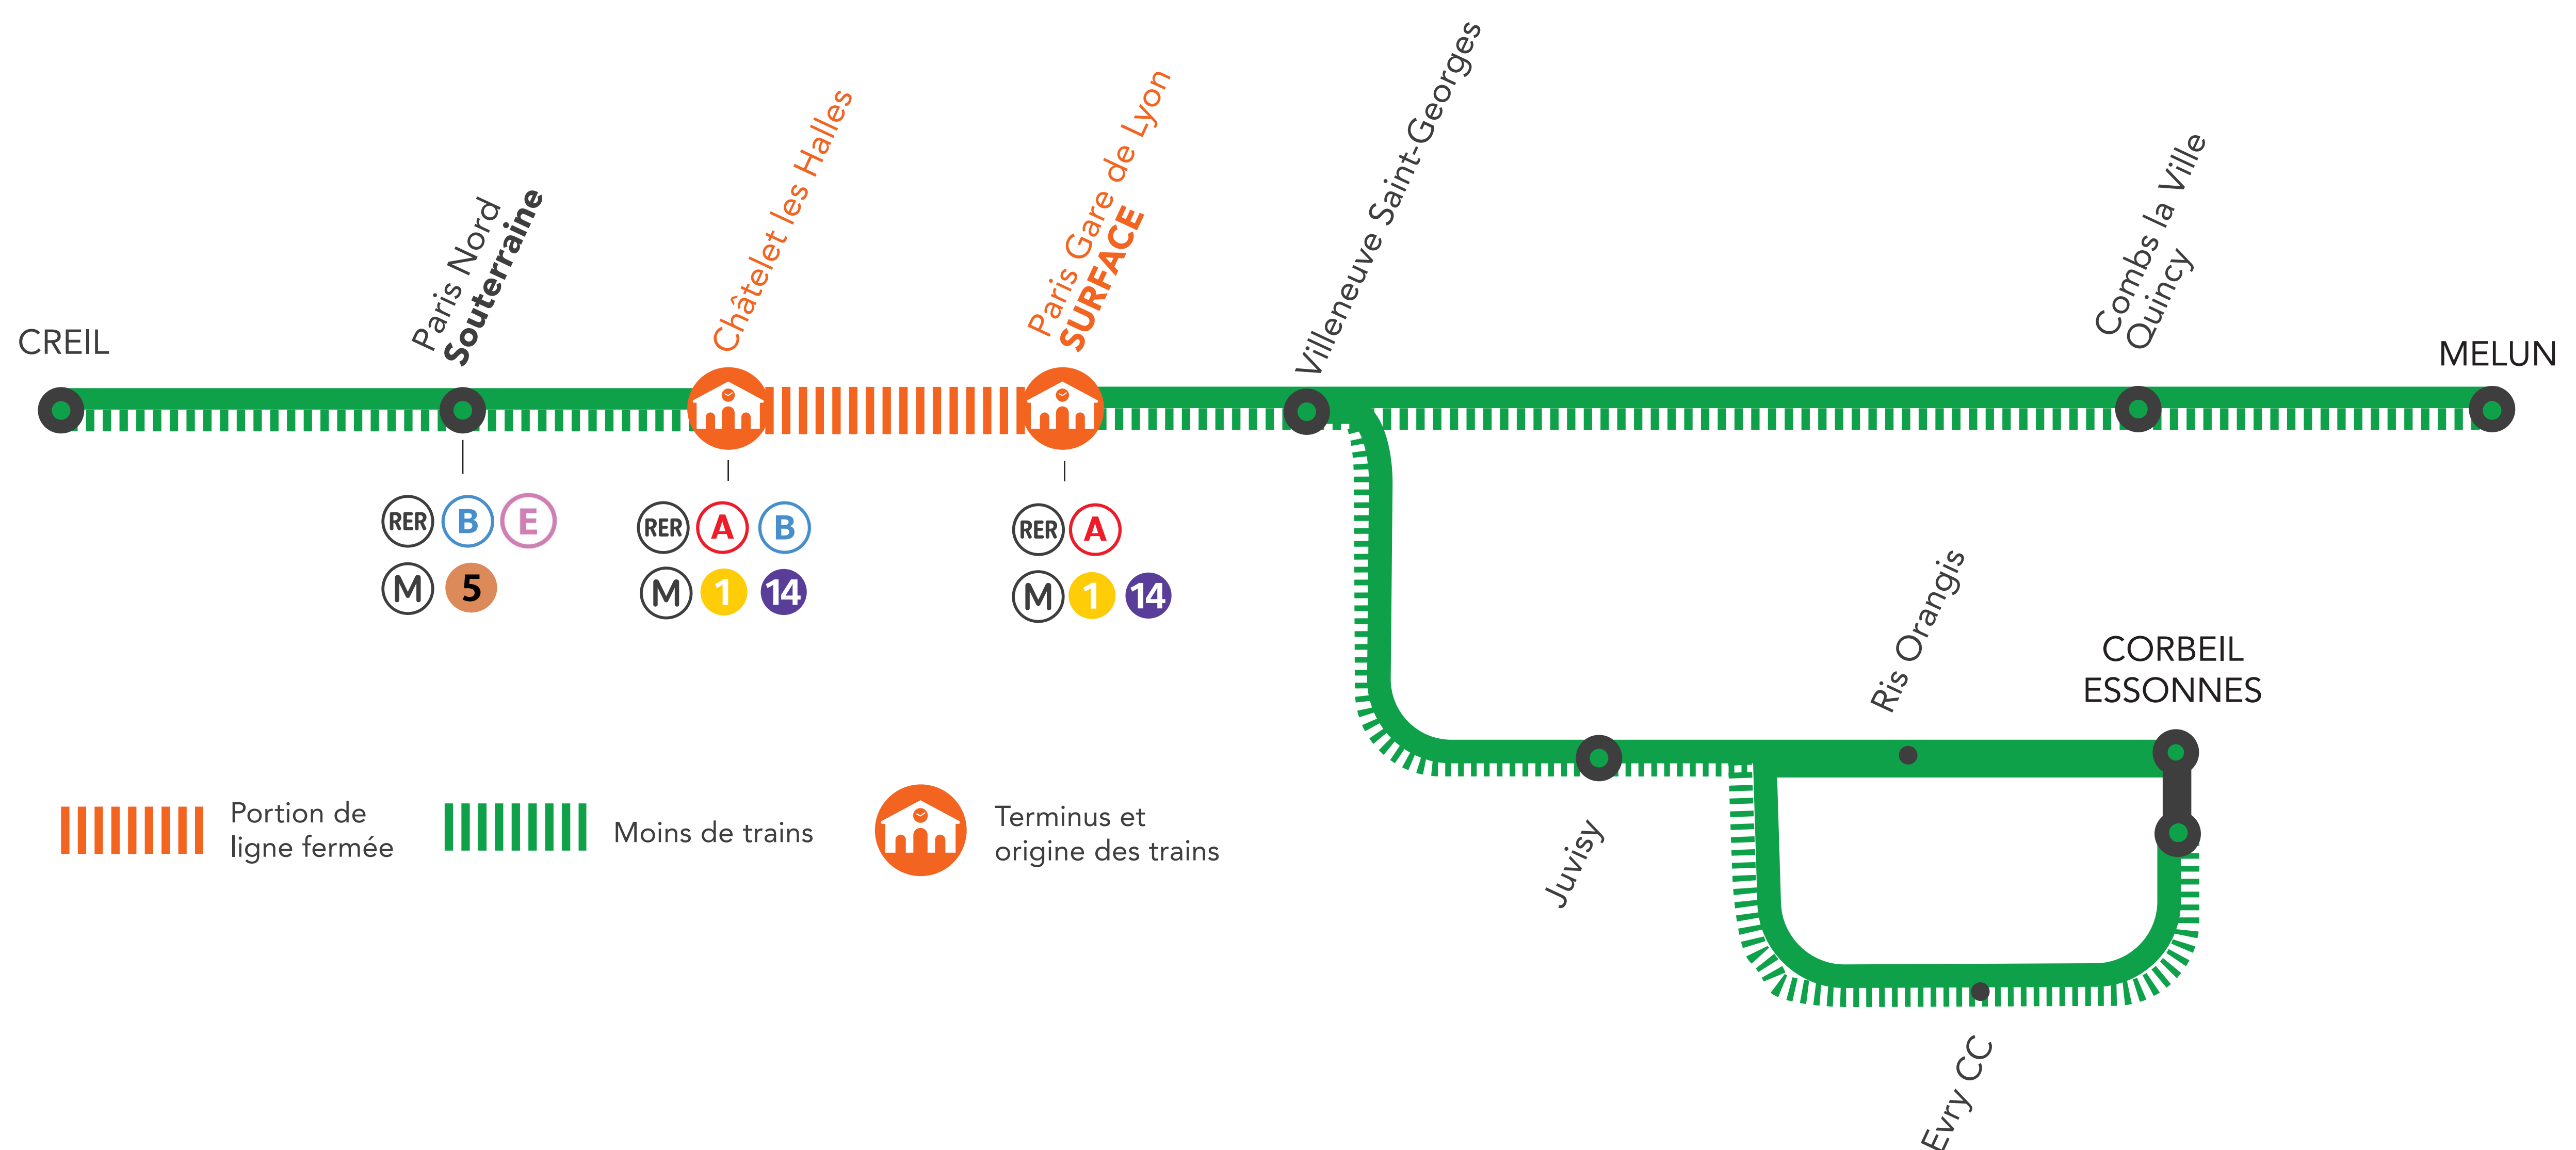 CREIL
Paris Nord
Souterraine
Châtelet les Halles
Paris Gare de Lyon
SURFACE
Villeneuve Saint-Georges
Combs la Ville
Quincy
MELUN
RER B E
M 5
RER A B
M 1 14
RER A
M 1 14
Ris Orangis
CORBEIL
ESSONNES
Juvisy
Evry CC
Portion de
ligne fermée
Moins de trains
Terminus et
origine des trains